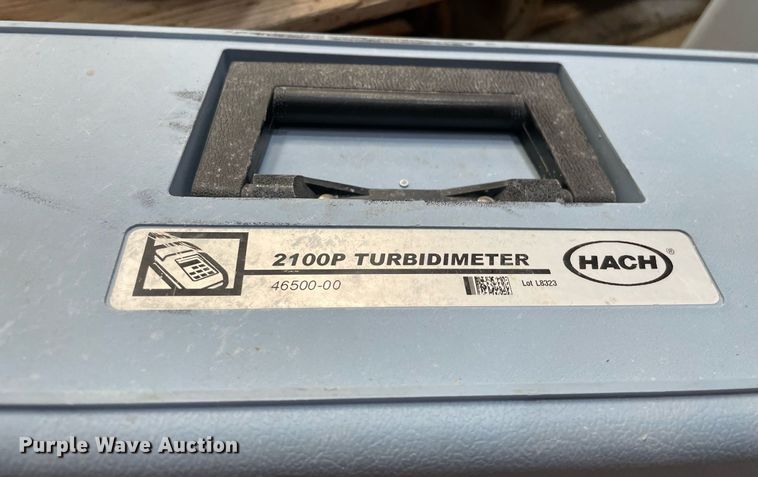 2100P TURBIDIMETER
46500-00
Lot L8323
HACH®
Purple Wave Auction